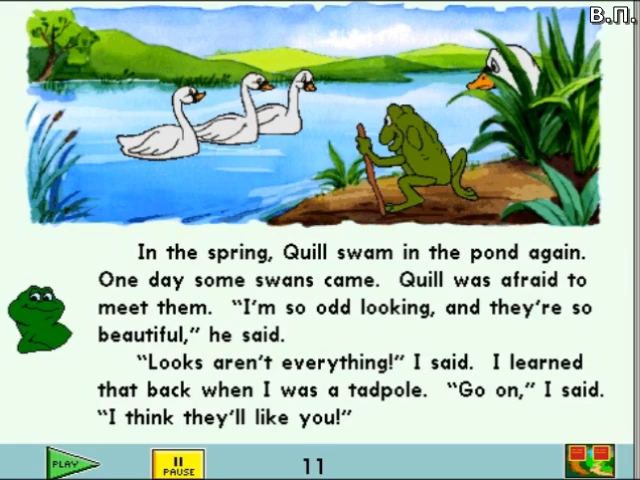 В.П.
In the spring, Quill swam in the pond again.
One day some swans came. Quill was afraid to
meet them. “I’m so odd looking, and they’re so
beautiful,” he said.
“Looks aren’t everything!” I said. I learned
that back when I was a tadpole. “Go on,” I said.
“I think they’ll like you!”
PLAY
PAUSE
11